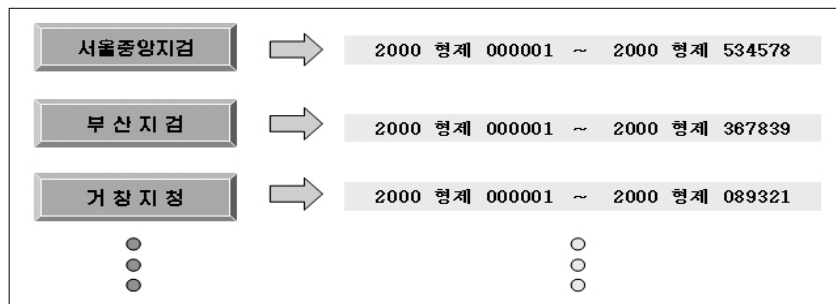 서울중앙지검 2000 형제 000001 ~ 2000 형제 534578
부 산 지 검 2000 형제 000001 ~ 2000 형제 367839
거 창 지 청 2000 형제 000001 ~ 2000 형제 089321